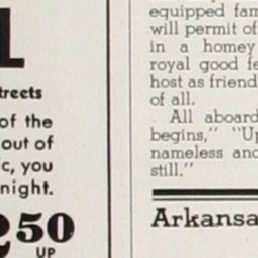 treets
of the
out of
c, you
night.
250
UP
equipped fam
will permit of
in a homey
royal good fe
host as friend
of all.
All aboard
begins," "Up
nameless and
still."
Arkansa